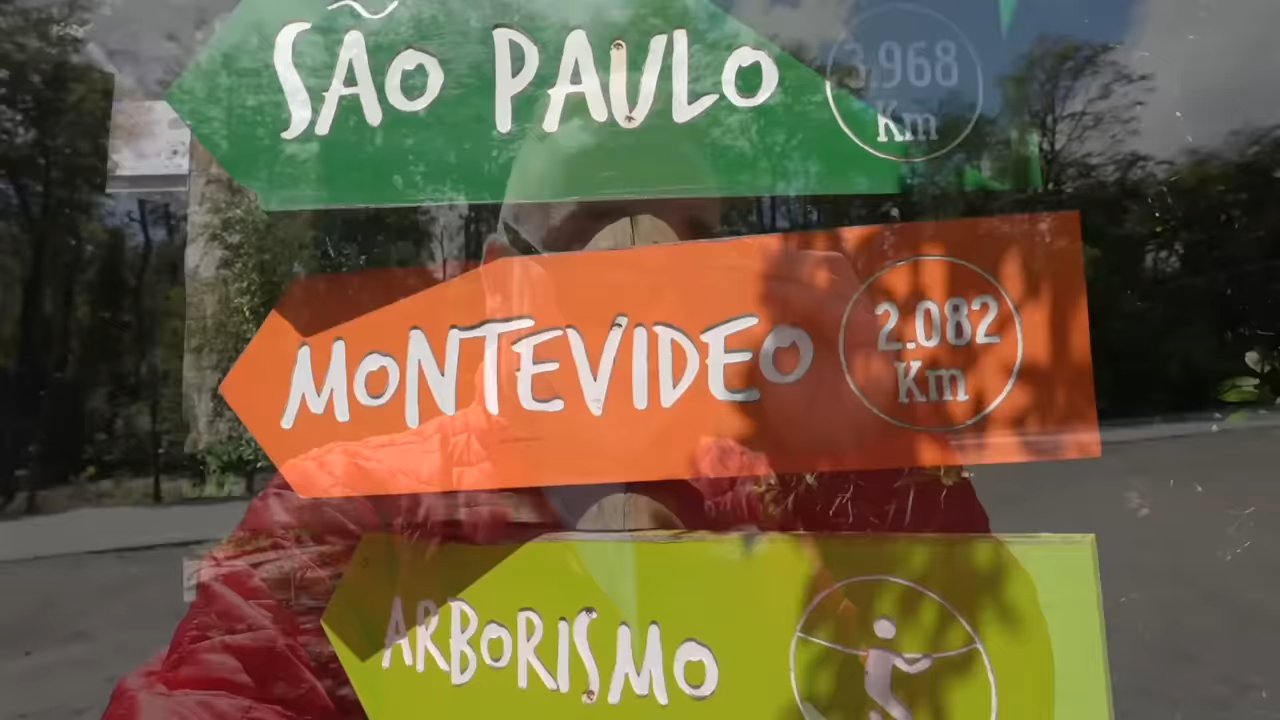 SÃO PAULO
3.968
Km
MONTEVIDEO
2.082
Km
ARBORISMO